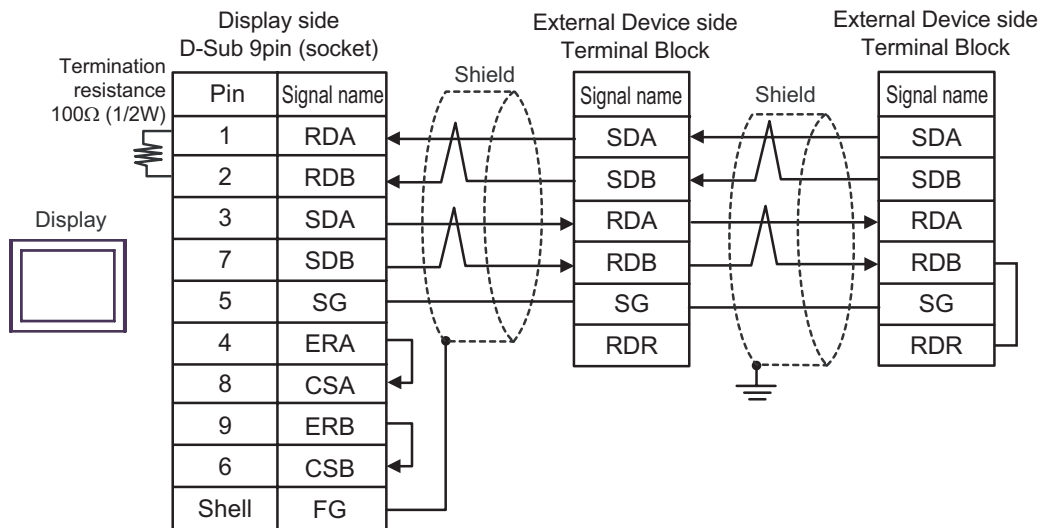 Display side
D-Sub 9pin (socket)
External Device side
Terminal Block
External Device side
Terminal Block
Termination
resistance
100Ω (1/2W)
Shield
Shield
Display
Pin Signal name
1 RDA
2 RDB
3 SDA
7 SDB
5 SG
4 ERA
8 CSA
9 ERB
6 CSB
Shell FG
Signal name
SDA
SDB
RDA
RDB
SG
RDR
Signal name
SDA
SDB
RDA
RDB
SG
RDR